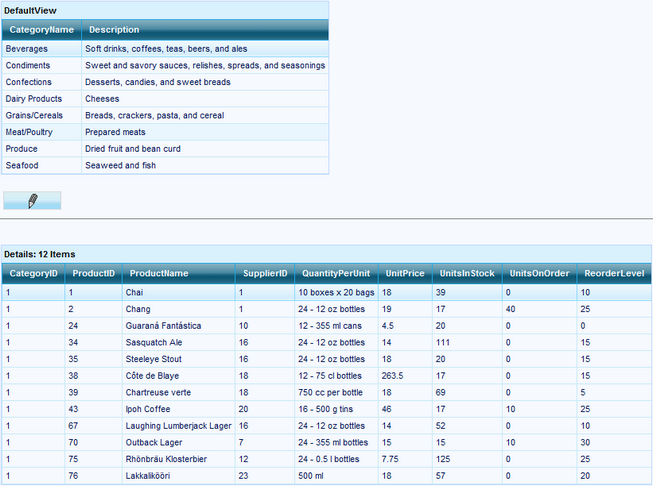 DefaultView
CategoryName Description
Beverages Soft drinks, coffees, teas, beers, and ales
Condiments Sweet and savory sauces, relishes, spreads, and seasonings
Confections Desserts, candies, and sweet breads
Dairy Products Cheeses
Grains/Cereals Breads, crackers, pasta, and cereal
Meat/Poultry Prepared meats
Produce Dried fruit and bean curd
Seafood Seaweed and fish
Details: 12 Items
CategoryID ProductID ProductName SupplierID QuantityPerUnit UnitPrice UnitsInStock UnitsOnOrder ReorderLevel
1 1 Chai 1 10 boxes x 20 bags 18 39 0 10
1 2 Chang 1 24 - 12 oz bottles 19 17 40 25
1 24 Guaraná Fantástica 10 12 - 355 ml cans 4.5 20 0 0
1 34 Sasquatch Ale 16 24 - 12 oz bottles 14 111 0 15
1 35 Steeleye Stout 16 24 - 12 oz bottles 18 20 0 15
1 38 Côte de Blaye 18 12 - 75 cl bottles 263.5 17 0 15
1 39 Chartreuse verte 18 750 cc per bottle 18 69 0 5
1 43 Ipoh Coffee 20 16 - 500 g tins 46 17 10 25
1 67 Laughing Lumberjack Lager 16 24 - 12 oz bottles 14 52 0 10
1 70 Outback Lager 7 24 - 355 ml bottles 15 15 10 30
1 75 Rhönbräu Klosterbier 12 24 - 0.5 l bottles 7.75 125 0 25
1 76 Lakkalikööri 23 500 ml 18 57 0 20